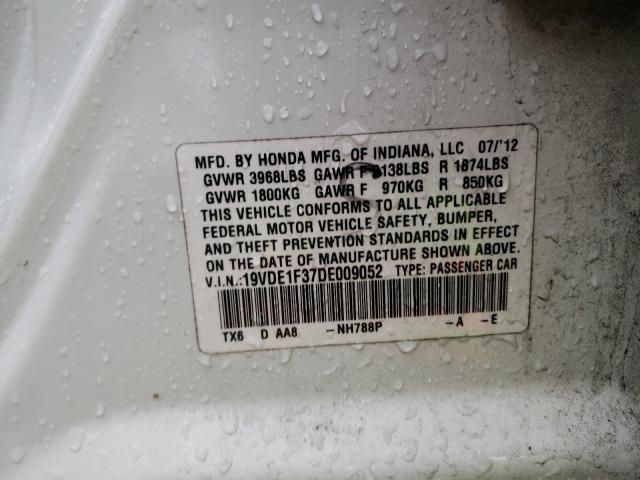 MFD. BY HONDA MFG. OF INDIANA, LLC 07/12
GVWR 3968LBS GAWR F 2138LBS R 1874LBS
GVWR 1800KG GAWR F 970KG R 850KG
THIS VEHICLE CONFORMS TO ALL APPLICABLE
FEDERAL MOTOR VEHICLE SAFETY, BUMPER,
AND THEFT PREVENTION STANDARDS IN EFFECT
ON THE DATE OF MANUFACTURE SHOWN ABOVE.
V.I.N.:19VDE1F37DE009052 TYPE: PASSENGER CAR
TX6 D AA8 -NH788P -A -E